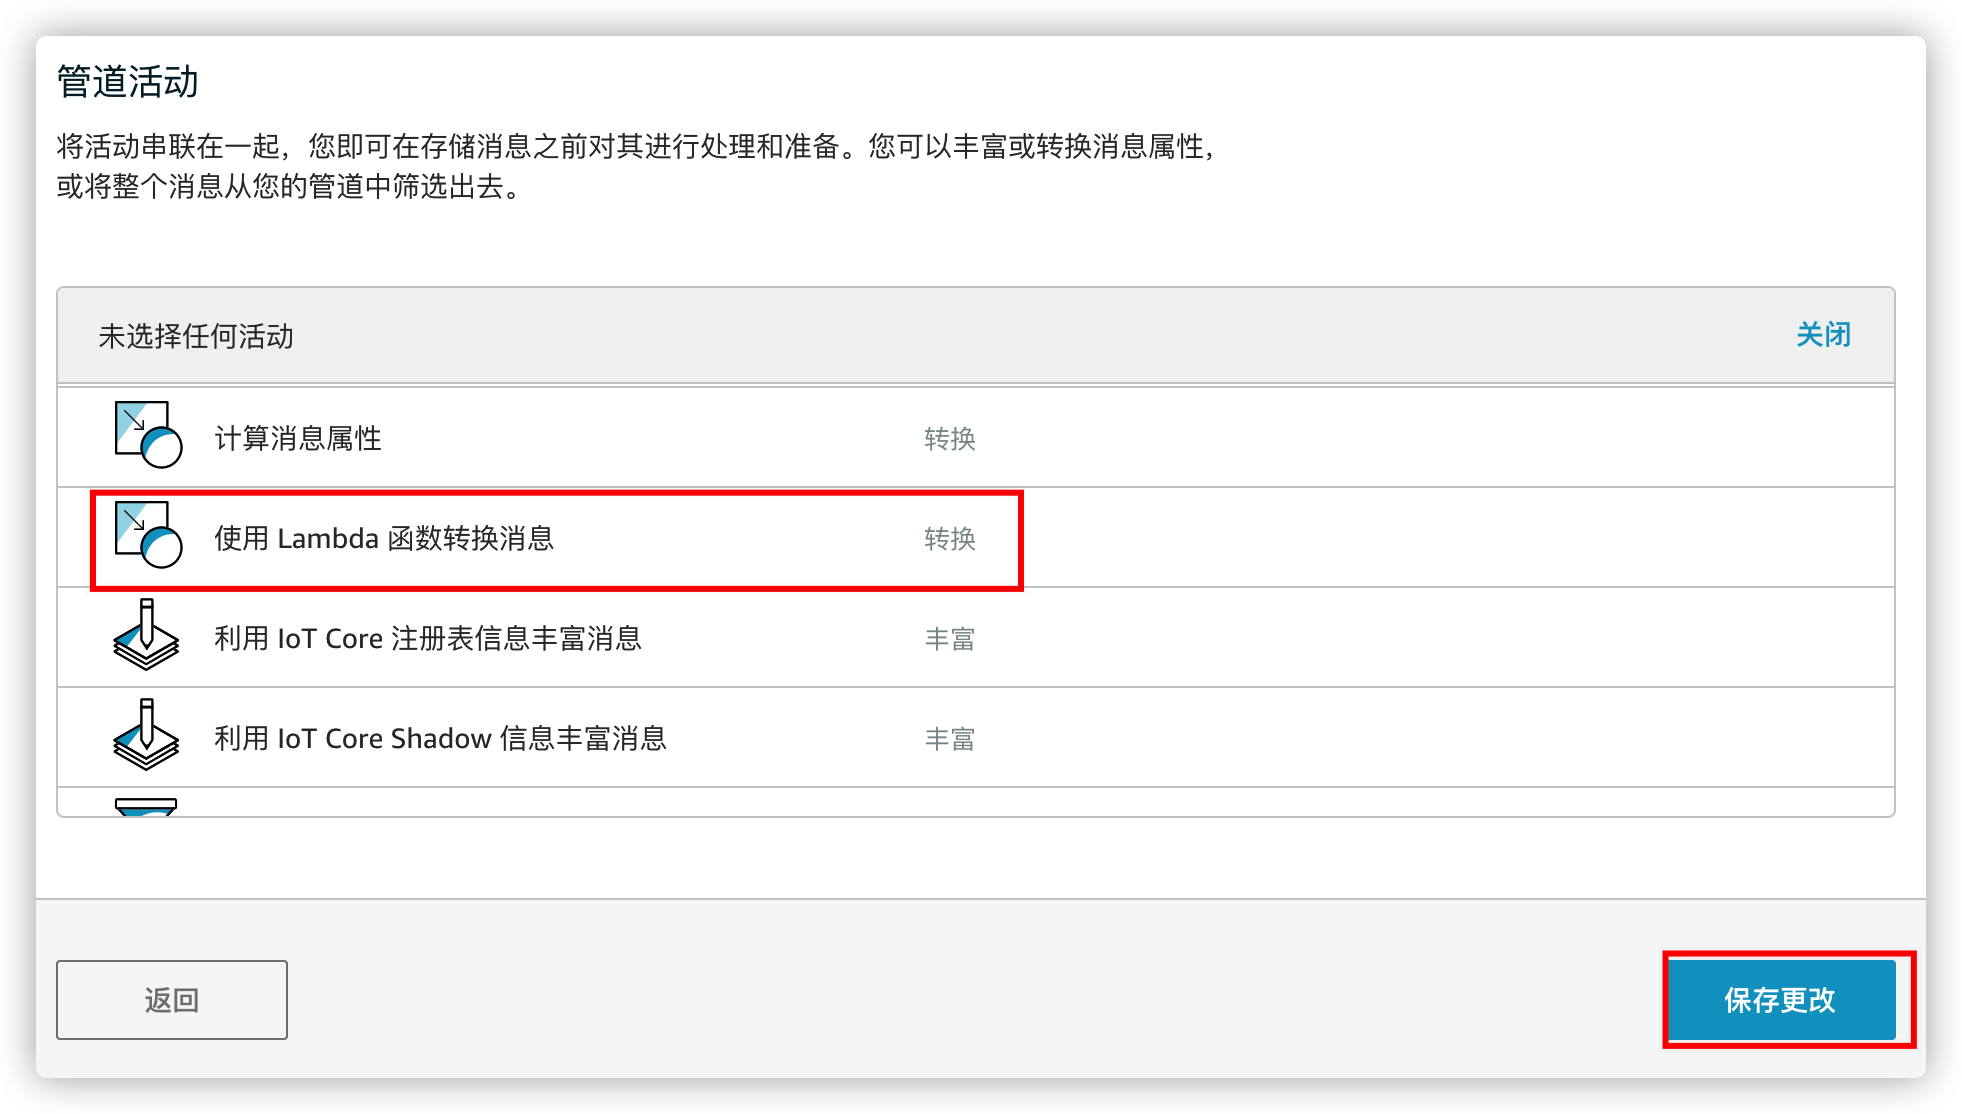 管道活动
将活动串联在一起，您即可在存储消息之前对其进行处理和准备。您可以丰富或转换消息属性，
或将整个消息从您的管道中筛选出去。
未选择任何活动 关闭
计算消息属性 转换
使用 Lambda 函数转换消息 转换
利用 IoT Core 注册表信息丰富消息 丰富
利用 IoT Core Shadow 信息丰富消息 丰富
返回 保存更改